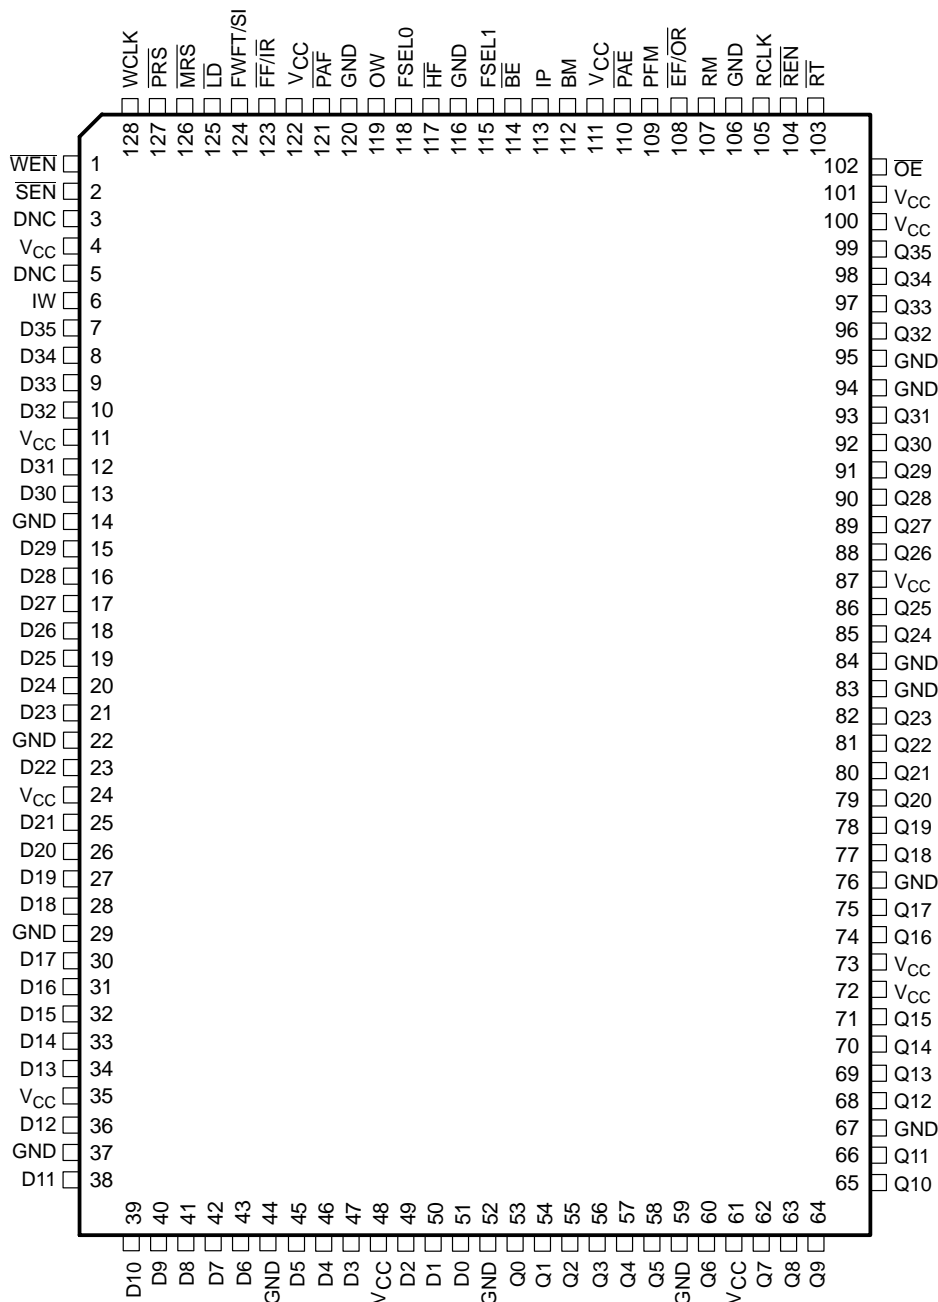 WCLK PRS MRS LD FWFT/SI FF/IR VCC PAF GND OW FSEL0 HF GND FSEL1 BE IP BM VCC PAE PFM EF/OR RM GND RCLK REN RT
128 127 126 125 124 123 122 121 120 119 118 117 116 115 114 113 112 111 110 109 108 107 106 105 104 103
WEN 1
SEN 2
DNC 3
VCC 4
DNC 5
IW 6
D35 7
D34 8
D33 9
D32 10
VCC 11
D31 12
D30 13
GND 14
D29 15
D28 16
D27 17
D26 18
D25 19
D24 20
D23 21
GND 22
D22 23
VCC 24
D21 25
D20 26
D19 27
D18 28
GND 29
D17 30
D16 31
D15 32
D14 33
D13 34
VCC 35
D12 36
GND 37
D11 38
102 OE
101 VCC
100 VCC
99 Q35
98 Q34
97 Q33
96 Q32
95 GND
94 GND
93 Q31
92 Q30
91 Q29
90 Q28
89 Q27
88 Q26
87 VCC
86 Q25
85 Q24
84 GND
83 GND
82 Q23
81 Q22
80 Q21
79 Q20
78 Q19
77 Q18
76 GND
75 Q17
74 Q16
73 VCC
72 VCC
71 Q15
70 Q14
69 Q13
68 Q12
67 GND
66 Q11
65 Q10
39 40 41 42 43 44 45 46 47 48 49 50 51 52 53 54 55 56 57 58 59 60 61 62 63 64
D10 D9 D8 D7 D6 GND D5 D4 D3 VCC D2 D1 D0 GND Q0 Q1 Q2 Q3 Q4 Q5 GND Q6 VCC Q7 Q8 Q9